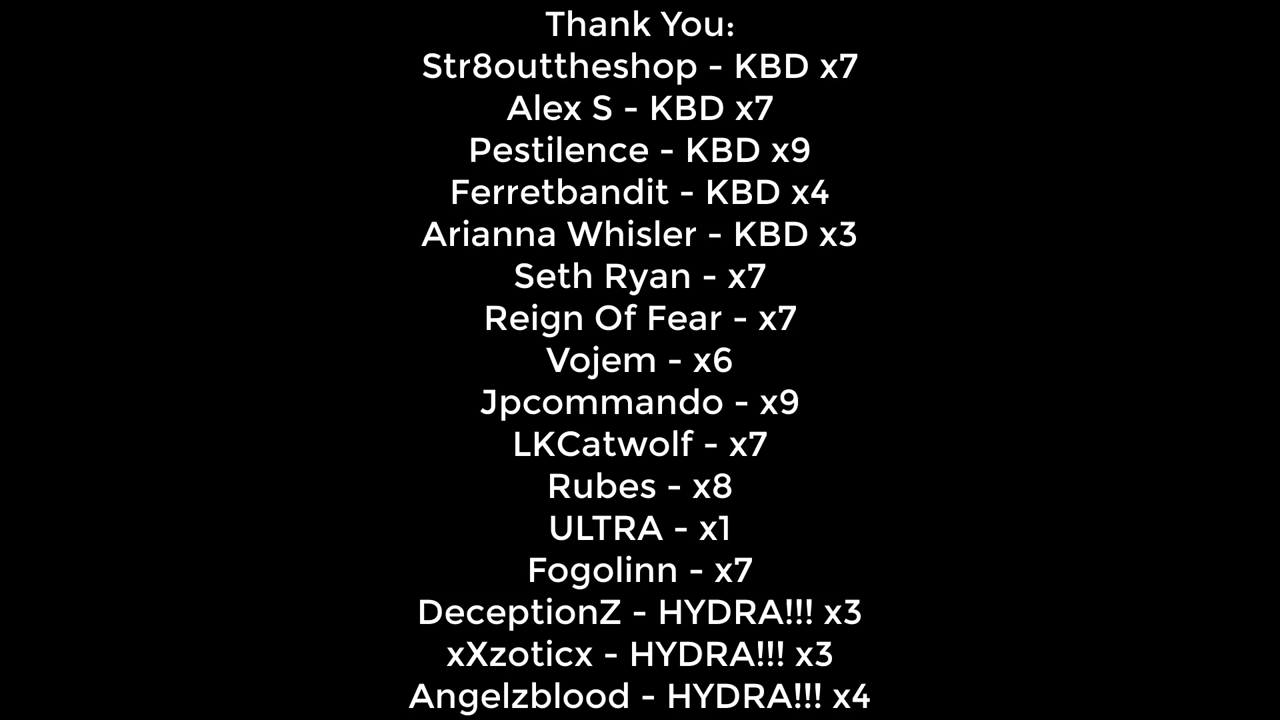 Thank You:
Str8outtheshop - KBD x7
Alex S - KBD x7
Pestilence - KBD x9
Ferretbandit - KBD x4
Arianna Whisler - KBD x3
Seth Ryan - x7
Reign Of Fear - x7
Vojem - x6
Jpcommando - x9
LKCatwolf - x7
Rubes - x8
ULTRA - x1
Fogolinn - x7
DeceptionZ - HYDRA!!! x3
xXzoticx - HYDRA!!! x3
Angelzblood - HYDRA!!! x4